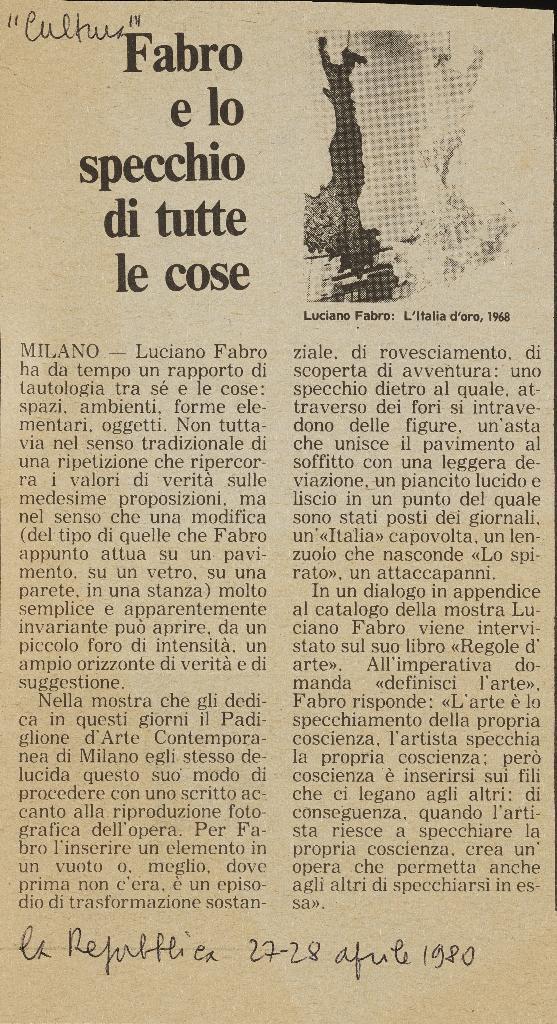 "Cultura"
Fabro
e lo
specchio
di tutte
le cose
Luciano Fabro: L'Italia d'oro, 1968
MILANO — Luciano Fabro
ha da tempo un rapporto di
tautologia tra sé e le cose:
spazi, ambienti, forme ele-
mentari, oggetti. Non tutta-
via nel senso tradizionale di
una ripetizione che ripercor-
ra i valori di verità sulle
medesime proposizioni, ma
nel senso che una modifica
(del tipo di quelle che Fabro
appunto attua su un pavi-
mento, su un vetro, su una
parete, in una stanza) molto
semplice e apparentemente
invariante può aprire, da un
piccolo foro di intensità, un
ampio orizzonte di verità e di
suggestione.
Nella mostra che gli dedi-
ca in questi giorni il Padi-
glione d'Arte Contempora-
nea di Milano egli stesso de-
lucida questo suo modo di
procedere con uno scritto ac-
canto alla riproduzione foto-
grafica dell'opera. Per Fa-
bro l'inserire un elemento in
un vuoto o, meglio, dove
prima non c'era, è un episo-
dio di trasformazione sostan-
ziale, di rovesciamento, di
scoperta di avventura: uno
specchio dietro al quale, at-
traverso dei fori si intrave-
dono delle figure, un'asta
che unisce il pavimento al
soffitto con una leggera de-
viazione, un piancito lucido e
liscio in un punto del quale
sono stati posti dei giornali,
un'«Italia» capovolta, un len-
zuolo che nasconde «Lo spi-
rato», un attaccapanni.
In un dialogo in appendice
al catalogo della mostra Lu-
ciano Fabro viene intervi-
stato sul suo libro «Regole d'
arte». All'imperativa do-
manda «definisci l'arte»,
Fabro risponde: «L'arte è lo
specchiamento della propria
coscienza, l'artista specchia
la propria coscienza; però
coscienza è inserirsi sui fili
che ci legano agli altri; di
conseguenza, quando l'arti-
sta riesce a specchiare la
propria coscienza, crea un'
opera che permetta anche
agli altri di specchiarsi in es-
sa».
la Repubblica 27-28 aprile 1980